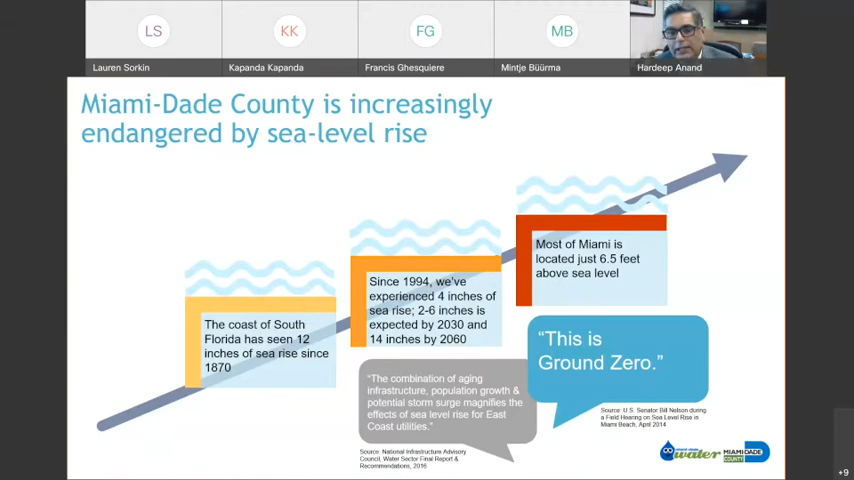 LS
KK
FG
MB
Lauren Sorkin
Kapanda Kapanda
Francis Ghesquiere
Mintje Büürma
Hardeep Anand
Miami-Dade County is increasingly
endangered by sea-level rise
The coast of South
Florida has seen 12
inches of sea rise since
1870
Since 1994, we've
experienced 4 inches of
sea rise; 2-6 inches is
expected by 2030 and
14 inches by 2060
Most of Miami is
located just 6.5 feet
above sea level
"The combination of aging
infrastructure, population growth &
potential storm surge magnifies the
effects of sea level rise for East
Coast utilities."
Source: National Infrastructure Advisory
Council, Water Sector Final Report &
Recommendations, 2016
"This is
Ground Zero."
Source: U.S. Senator Bill Nelson during
a Field Hearing on Sea Level Rise in
Miami Beach, April 2014
water
MIAMI-DADE
COUNTY
+9